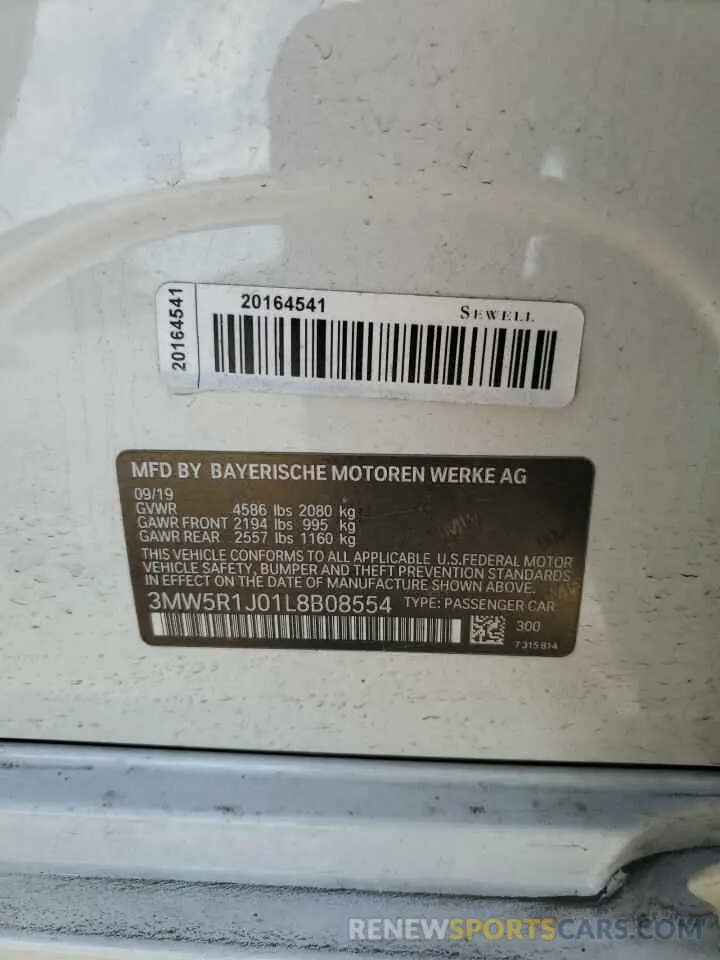 20164541
20164541 SEWELL
MFD BY BAYERISCHE MOTOREN WERKE AG
09/19
GVWR 4586 lbs 2080 kg
GAWR FRONT 2194 lbs 995 kg
GAWR REAR 2557 lbs 1160 kg
THIS VEHICLE CONFORMS TO ALL APPLICABLE U.S.FEDERAL MOTOR
VEHICLE SAFETY, BUMPER AND THEFT PREVENTION STANDARDS
IN EFFECT ON THE DATE OF MANUFACTURE SHOWN ABOVE.
3MW5R1J01L8B08554 TYPE: PASSENGER CAR
300
7 315 814
RENEWSPORTSCARS.COM